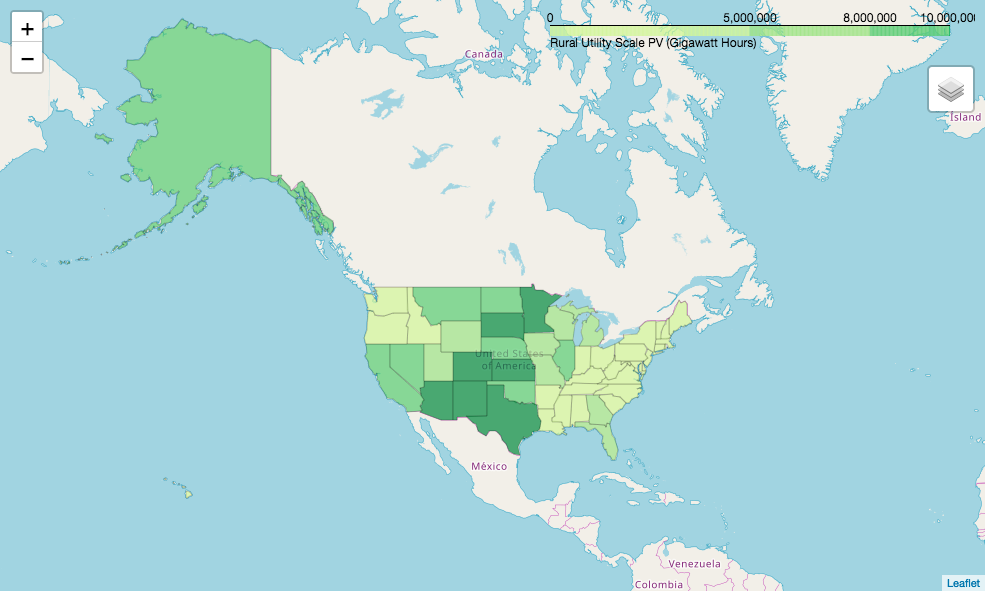 +
−
0 5,000,000 8,000,000 10,000,00
Rural Utility Scale PV (Gigawatt Hours)
Canada
Ísland
United States
of America
México
Venezuela
Colombia
Leaflet